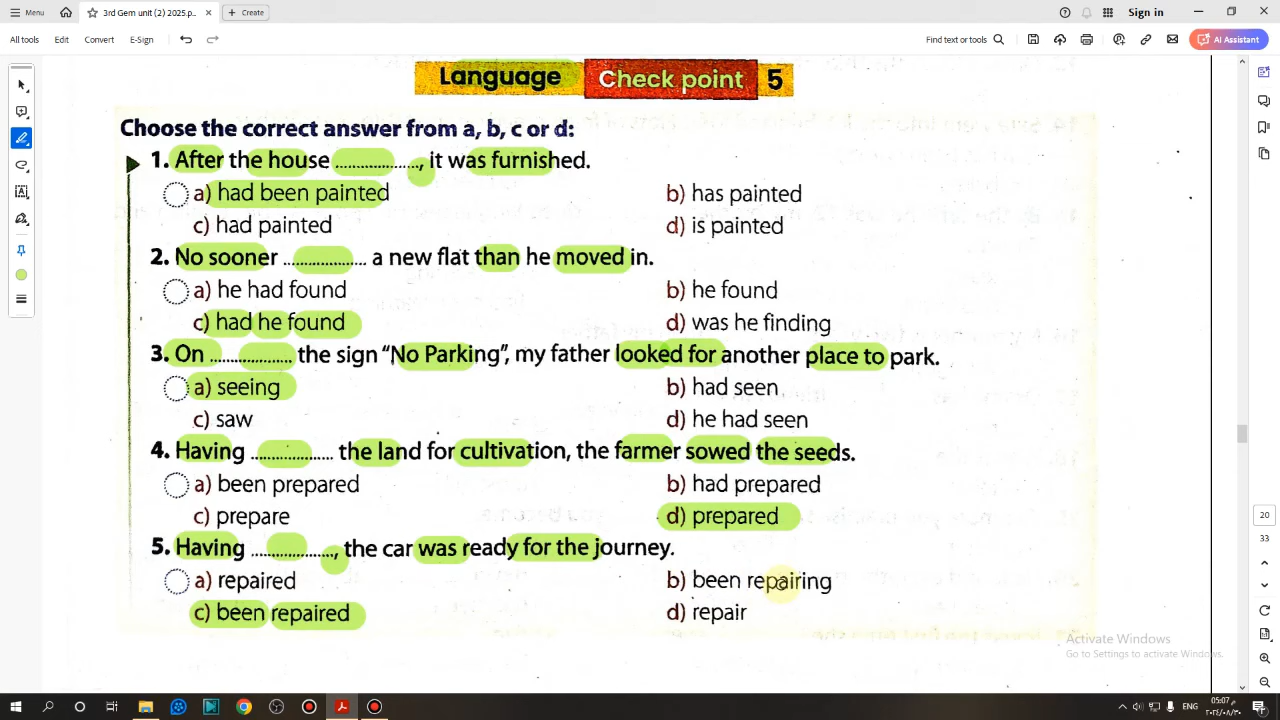 Menu
3rd Gem unit (2) 2025.p...
Create
Sign in
All tools
Edit
Convert
E-Sign
Find text or tools
AI Assistant
Language Check point 5
Choose the correct answer from a, b, c or d:
1. After the house ...................., it was furnished.
a) had been painted
b) has painted
c) had painted
d) is painted
2. No sooner .................... a new flat than he moved in.
a) he had found
b) he found
c) had he found
d) was he finding
3. On .................... the sign "No Parking", my father looked for another place to park.
a) seeing
b) had seen
c) saw
d) he had seen
4. Having .................... the land for cultivation, the farmer sowed the seeds.
a) been prepared
b) had prepared
c) prepare
d) prepared
5. Having ...................., the car was ready for the journey.
a) repaired
b) been repairing
c) been repaired
d) repair
20
33
Activate Windows
Go to Settings to activate Windows.
ENG
05:07